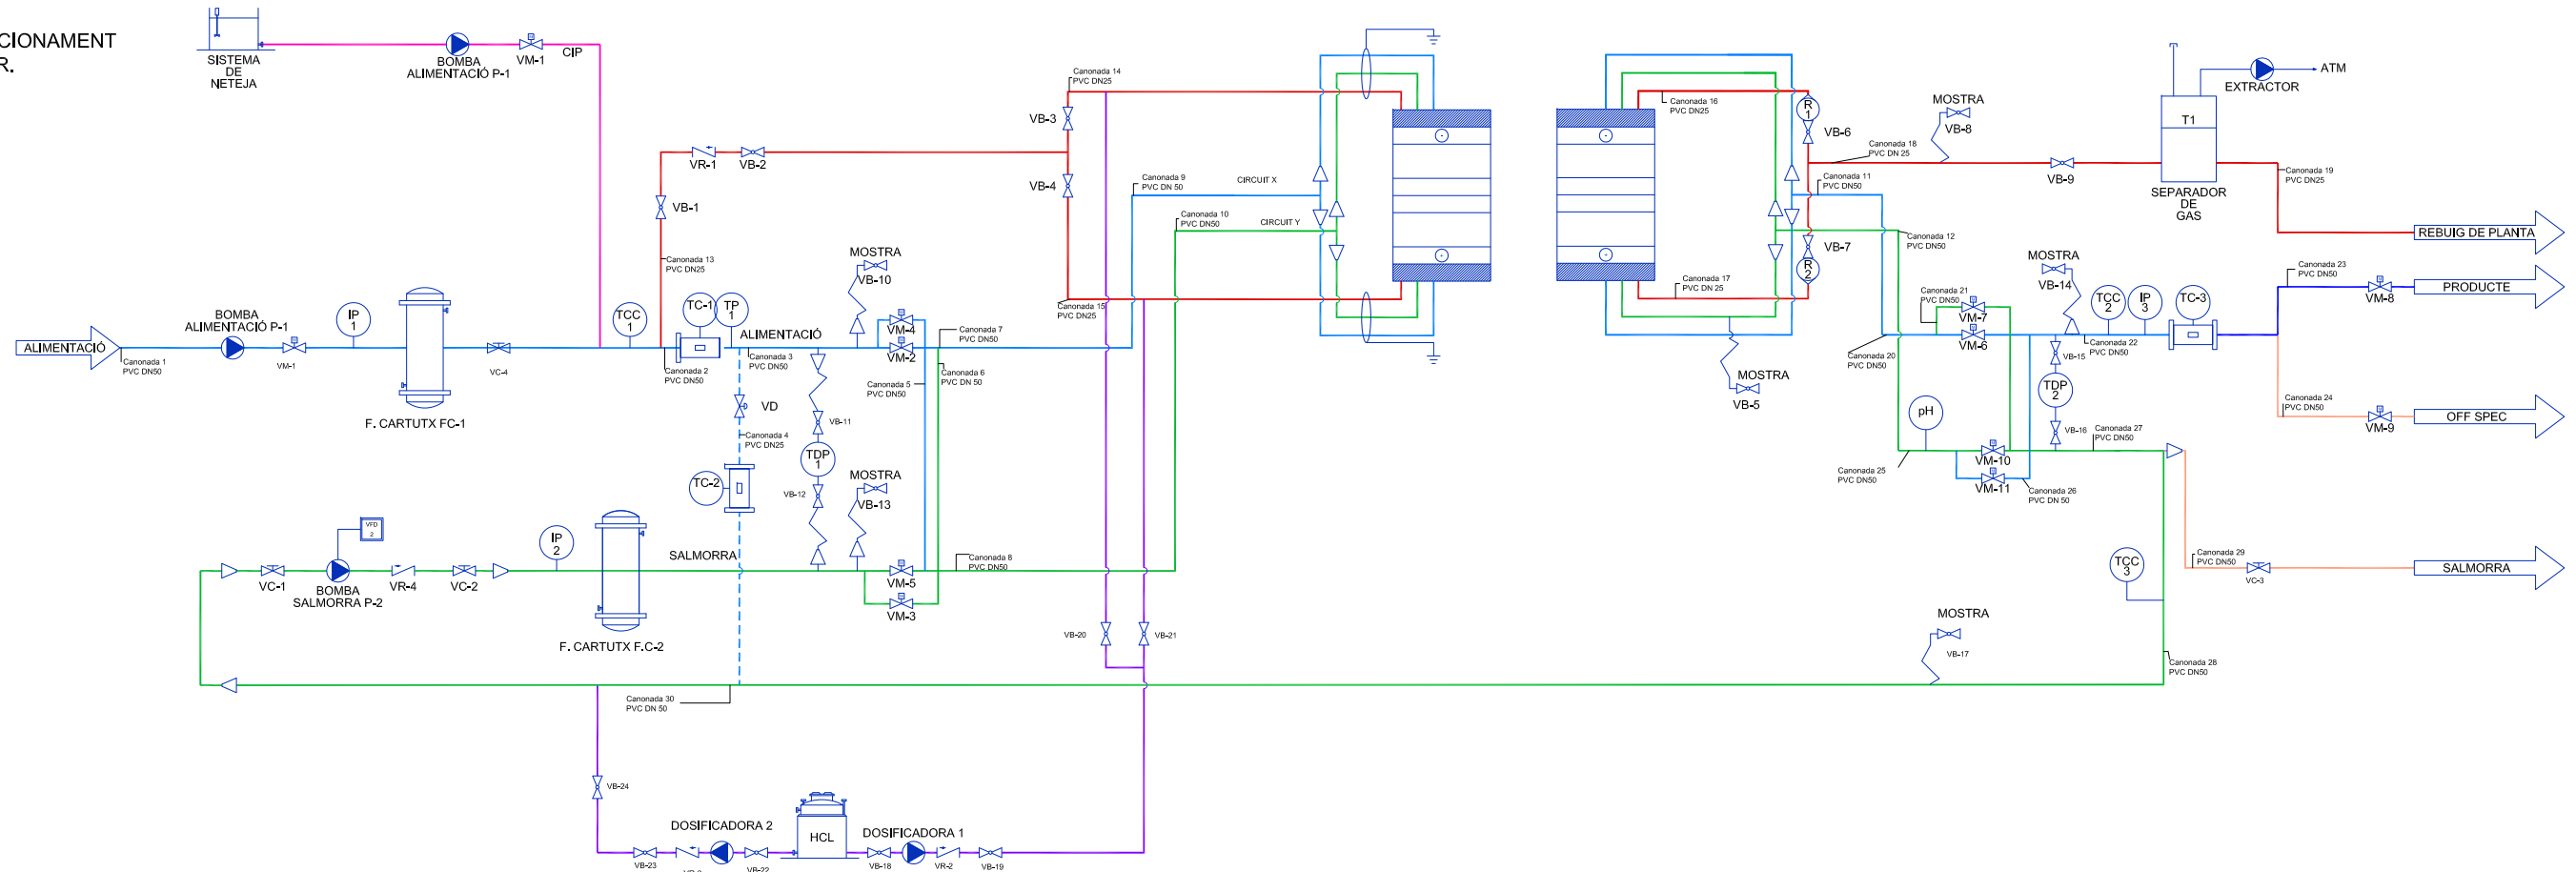 CIONAMENT
R.
SISTEMA
DE
NETEJA
BOMBA
ALIMENTACIÓ P-1
VM-1
CIP
Canonada 14
PVC DN25
VB-3
VR-1
VB-2
VB-4
VB-1
Canonada 9
PVC DN 50
CIRCUIT X
Canonada 10
PVC DN50
CIRCUIT Y
Canonada 13
PVC DN25
MOSTRA
VB-10
Canonada 15
PVC DN25
Canonada 16
PVC DN25
R
1
VB-6
MOSTRA
VB-8
Canonada 18
PVC DN 25
VB-9
EXTRACTOR
ATM
T1
SEPARADOR
DE
GAS
Canonada 19
PVC DN25
Canonada 11
PVC DN50
Canonada 12
PVC DN50
VB-7
R
2
Canonada 17
PVC DN 25
REBUIG DE PLANTA
MOSTRA
VB-14
Canonada 23
PVC DN50
VM-8
PRODUCTE
ALIMENTACIÓ
Canonada 1
PVC DN50
BOMBA
ALIMENTACIÓ P-1
VM-1
IP
1
F. CARTUTX FC-1
VC-4
TCC
1
TC-1
TP
1
ALIMENTACIÓ
Canonada 2
PVC DN50
Canonada 3
PVC DN50
VM-4
VM-2
Canonada 7
PVC DN50
Canonada 5
PVC DN50
Canonada 6
PVC DN 50
VD
Canonada 4
PVC DN25
VB-11
TDP
1
VB-12
TC-2
MOSTRA
VB-13
MOSTRA
VB-5
Canonada 21
PVC DN50
VM-7
VM-6
Canonada 20
PVC DN50
TCC
2
IP
3
TC-3
Canonada 22
PVC DN50
VB-15
TDP
2
VB-16
Canonada 24
PVC DN50
VM-9
OFF SPEC
pH
VM-10
VM-11
Canonada 25
PVC DN50
Canonada 26
PVC DN 50
Canonada 27
PVC DN50
VFD
2
VC-1
BOMBA
SALMORRA P-2
VR-4
VC-2
IP
2
F. CARTUTX F.C-2
SALMORRA
VM-5
VM-3
Canonada 8
PVC DN50
VB-20
VB-21
TCC
3
Canonada 29
PVC DN50
VC-3
SALMORRA
MOSTRA
VB-17
Canonada 28
PVC DN50
Canonada 30
PVC DN 50
VB-24
DOSIFICADORA 2
HCL
DOSIFICADORA 1
VB-23
VB-22
VB-18
VR-2
VB-19